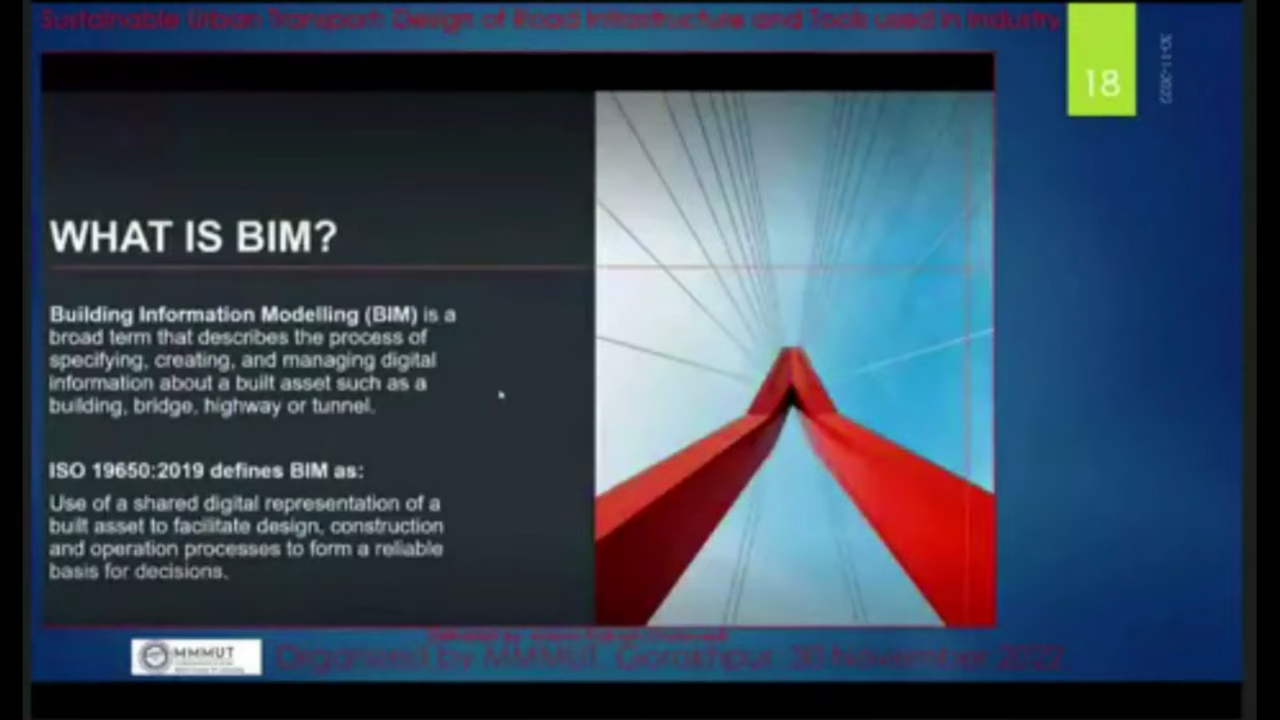 Sustainable Urban Transport: Design of Road Infrastructure and Tools used in Industry
18
30-11-2022
WHAT IS BIM?
Building Information Modelling (BIM) is a
broad term that describes the process of
specifying, creating, and managing digital
information about a built asset such as a
building, bridge, highway or tunnel.
ISO 19650:2019 defines BIM as:
Use of a shared digital representation of a
built asset to facilitate design, construction
and operation processes to form a reliable
basis for decisions.
MMMUT
Organized by MMMUT, Gorakhpur, 30 November 2022